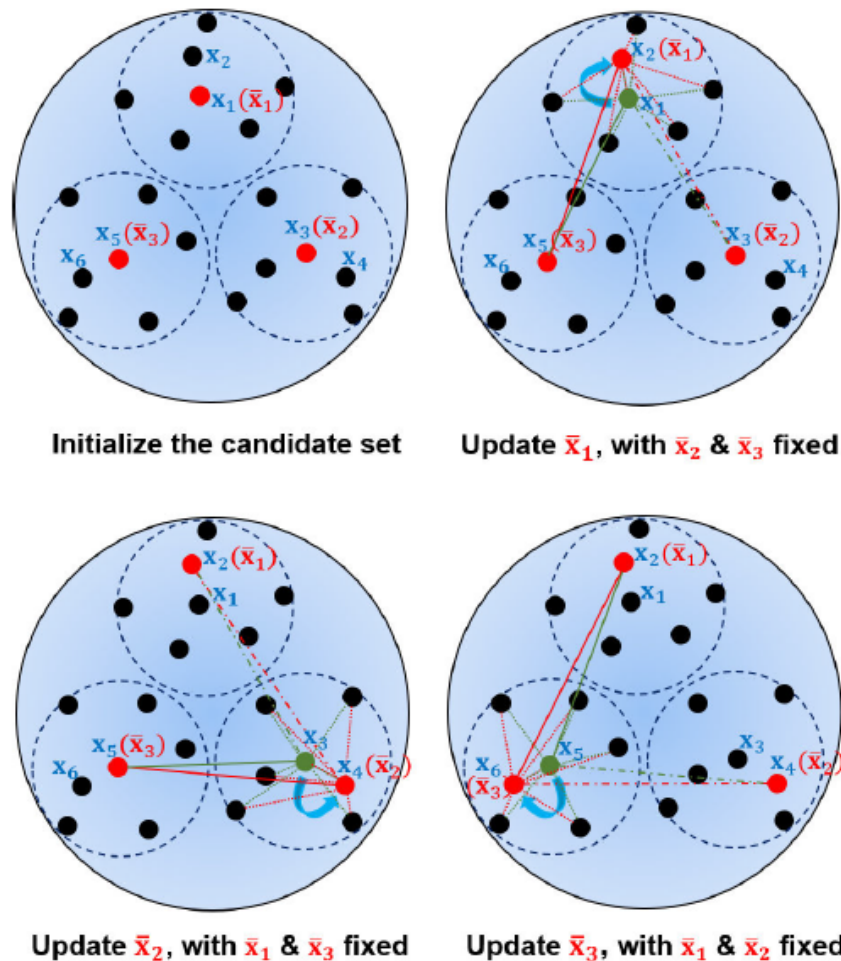 x₂
x₁(x̄₁)
x₅(x̄₃)
x₃(x̄₂)
x₆
x₄
Initialize the candidate set
x₂(x̄₁)
x₁
x₅(x̄₃)
x₃(x̄₂)
x₆
x₄
Update x̄₁, with x̄₂ & x̄₃ fixed
x₂(x̄₁)
x₁
x₃
x₅(x̄₃)
x₆
x₄(x̄₂)
Update x̄₂, with x̄₁ & x̄₃ fixed
x₂(x̄₁)
x₁
x₅
x₃
x₆
(x̄₃)
x₄(x̄₂)
Update x̄₃, with x̄₁ & x̄₂ fixed